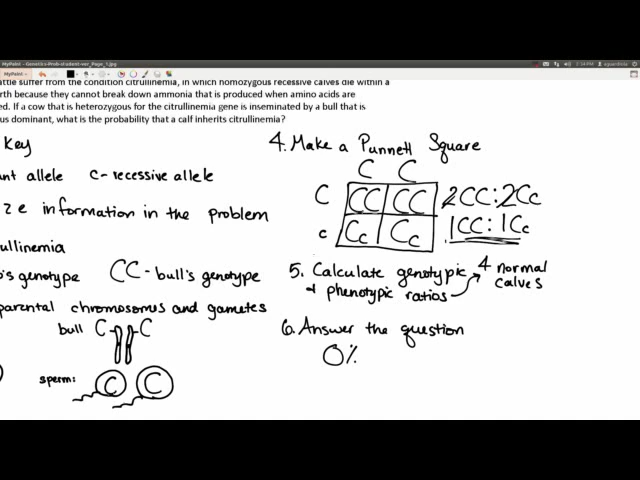 MyPaint - Genetics-Prob-student-ver_Page_1.jpg
MyPaint
attle suffer from the condition citrullinemia, in which homozygous recessive calves die within a
rth because they cannot break down ammonia that is produced when amino acids are
ed. If a cow that is heterozygous for the citrullinemia gene is inseminated by a bull that is
us dominant, what is the probability that a calf inherits citrullinemia?
Key
nt allele c-recessive allele
ze information in the problem
rullinemia
's genotype CC - bull's genotype
parental chromosomes and gametes
bull C C
sperm: C C
4. Make a Punnett Square
C C
C CC CC 2CC:2Cc
c Cc Cc 1CC:1Cc
5. Calculate genotypic 4 normal
+ phenotypic ratios calves
6. Answer the question
0%